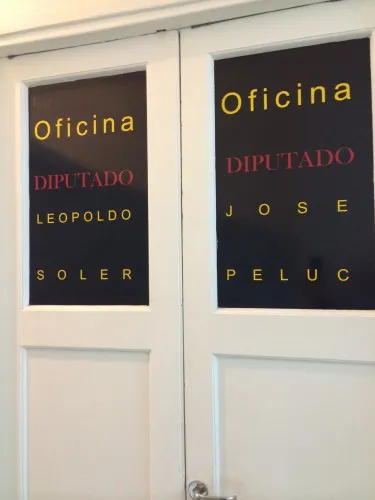 Oficina
DIPUTADO
LEOPOLDO
SOLER
Oficina
DIPUTADO
JOSE
PELUC